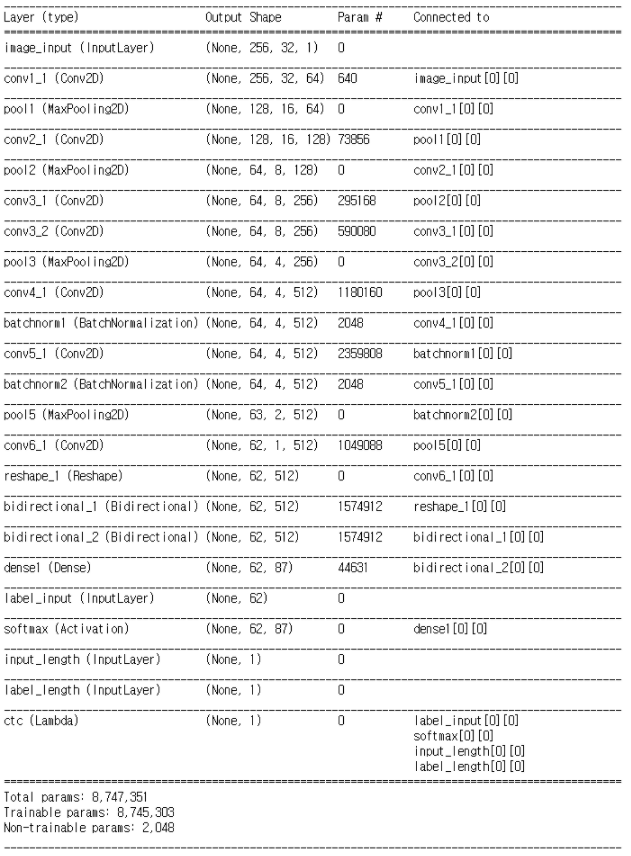 Layer (type) Output Shape Param # Connected to
image_input (InputLayer) (None, 256, 32, 1) 0
conv1_1 (Conv2D) (None, 256, 32, 64) 640 image_input[0][0]
pool1 (MaxPooling2D) (None, 128, 16, 64) 0 conv1_1[0][0]
conv2_1 (Conv2D) (None, 128, 16, 128) 73856 pool1[0][0]
pool2 (MaxPooling2D) (None, 64, 8, 128) 0 conv2_1[0][0]
conv3_1 (Conv2D) (None, 64, 8, 256) 295168 pool2[0][0]
conv3_2 (Conv2D) (None, 64, 8, 256) 590080 conv3_1[0][0]
pool3 (MaxPooling2D) (None, 64, 4, 256) 0 conv3_2[0][0]
conv4_1 (Conv2D) (None, 64, 4, 512) 1180160 pool3[0][0]
batchnorm1 (BatchNormalization) (None, 64, 4, 512) 2048 conv4_1[0][0]
conv5_1 (Conv2D) (None, 64, 4, 512) 2359808 batchnorm1[0][0]
batchnorm2 (BatchNormalization) (None, 64, 4, 512) 2048 conv5_1[0][0]
pool5 (MaxPooling2D) (None, 63, 2, 512) 0 batchnorm2[0][0]
conv6_1 (Conv2D) (None, 62, 1, 512) 1049088 pool5[0][0]
reshape_1 (Reshape) (None, 62, 512) 0 conv6_1[0][0]
bidirectional_1 (Bidirectional) (None, 62, 512) 1574912 reshape_1[0][0]
bidirectional_2 (Bidirectional) (None, 62, 512) 1574912 bidirectional_1[0][0]
dense1 (Dense) (None, 62, 87) 44631 bidirectional_2[0][0]
label_input (InputLayer) (None, 62) 0
softmax (Activation) (None, 62, 87) 0 dense1[0][0]
input_length (InputLayer) (None, 1) 0
label_length (InputLayer) (None, 1) 0
ctc (Lambda) (None, 1) 0 label_input[0][0]
softmax[0][0]
input_length[0][0]
label_length[0][0]
Total params: 8,747,351
Trainable params: 8,745,303
Non-trainable params: 2,048